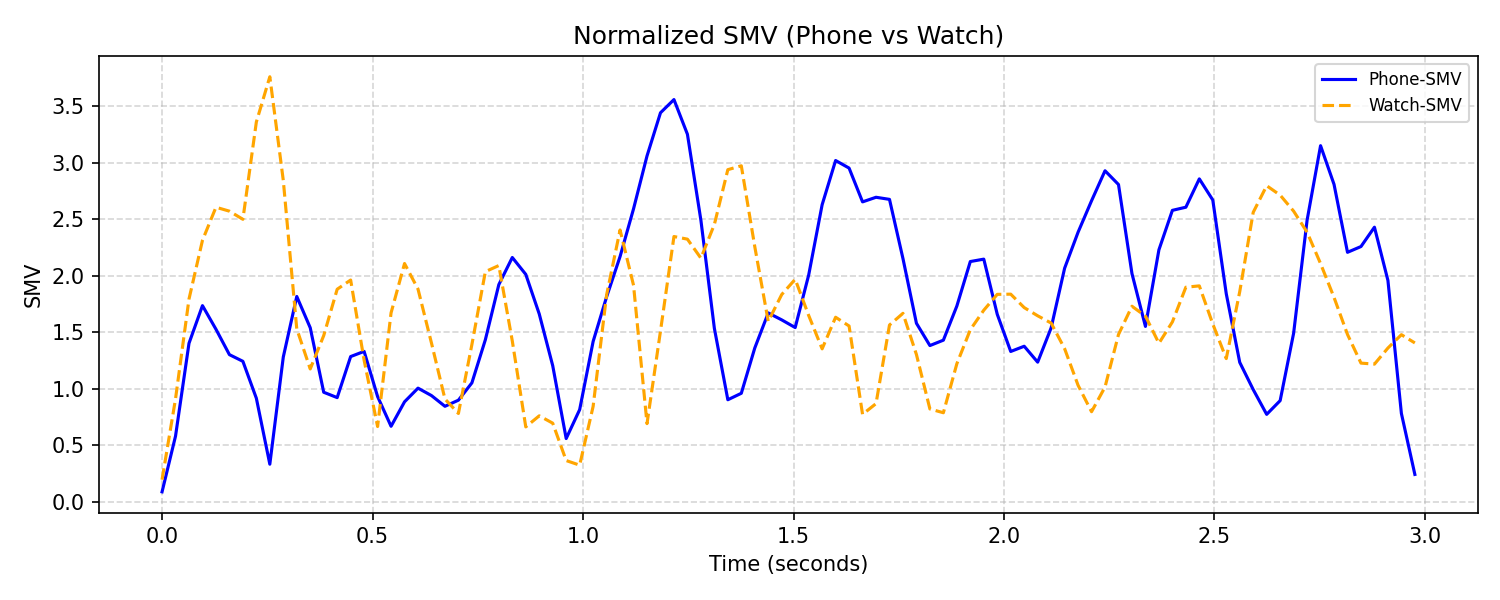 Normalized SMV (Phone vs Watch)
Phone-SMV
Watch-SMV
SMV
3.5
3.0
2.5
2.0
1.5
1.0
0.5
0.0
0.0 0.5 1.0 1.5 2.0 2.5 3.0
Time (seconds)